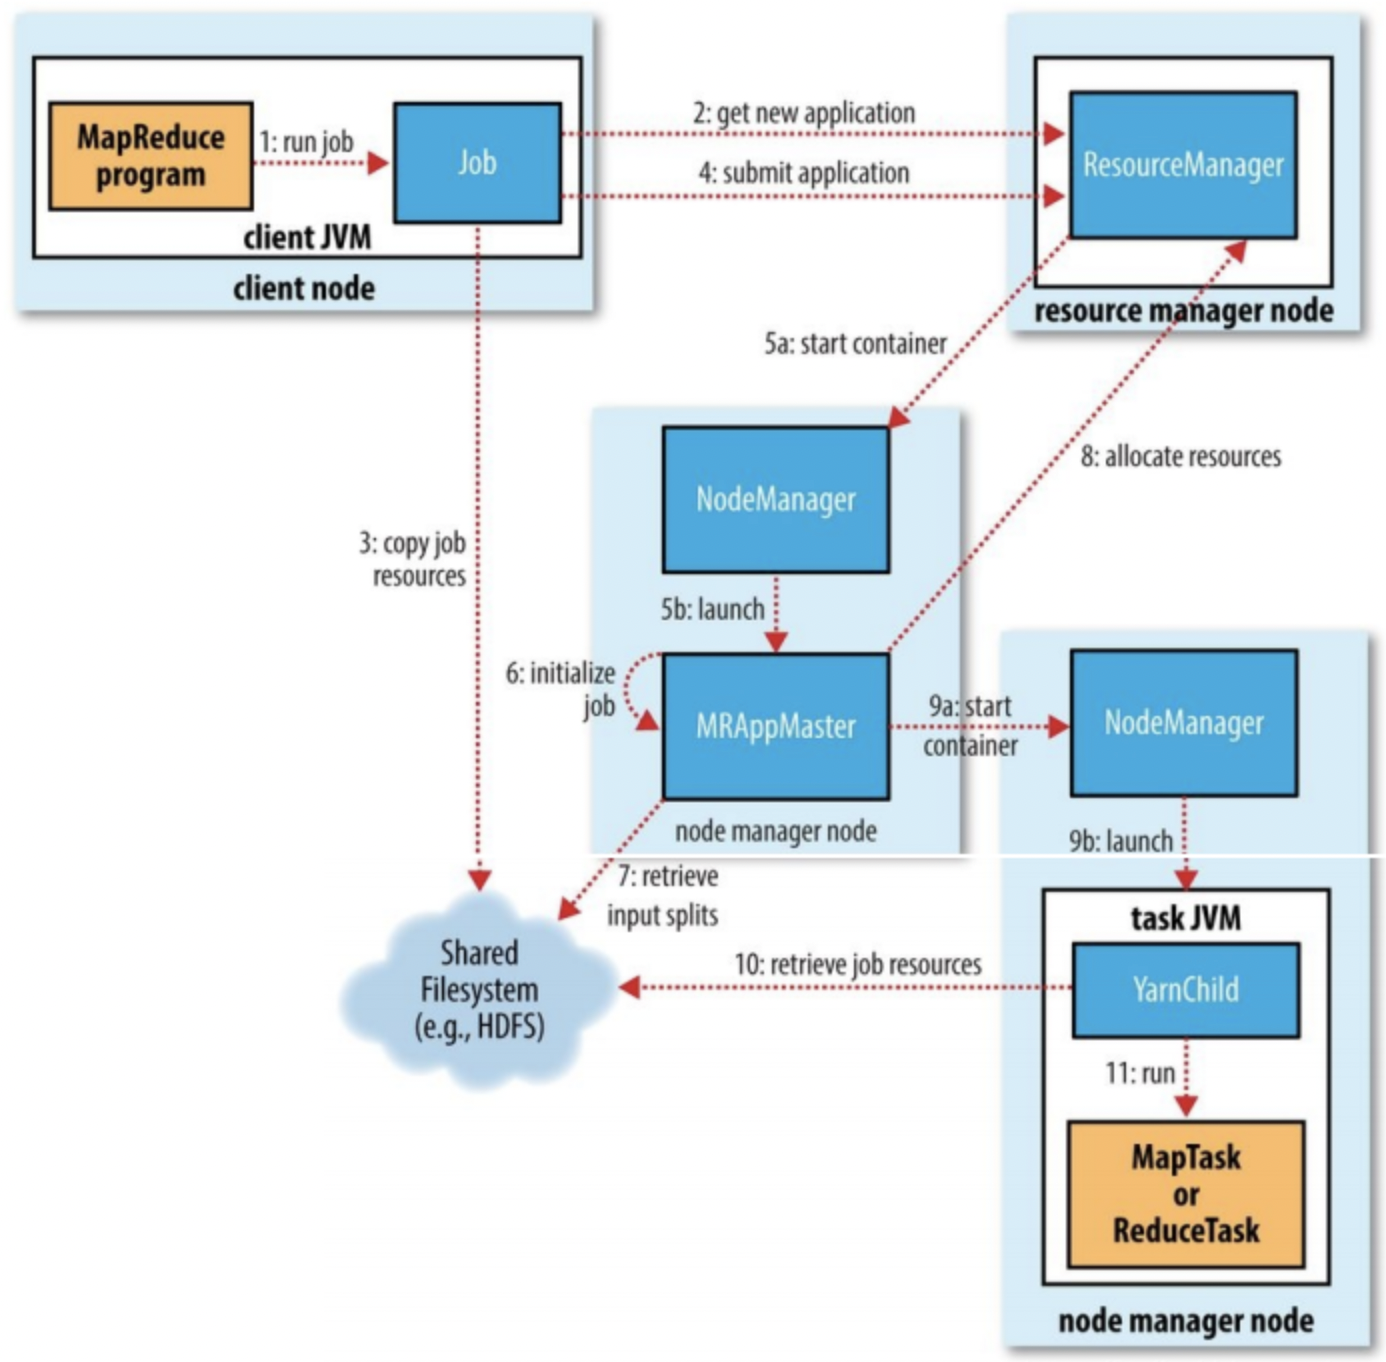 MapReduce
program
1: run job
Job
client JVM
client node
2: get new application
4: submit application
ResourceManager
resource manager node
5a: start container
8: allocate resources
NodeManager
3: copy job
resources
5b: launch
6: initialize
job
MRAppMaster
9a: start
container
NodeManager
node manager node
9b: launch
7: retrieve
input splits
task JVM
Shared
Filesystem
(e.g., HDFS)
10: retrieve job resources
YarnChild
11: run
MapTask
or
ReduceTask
node manager node